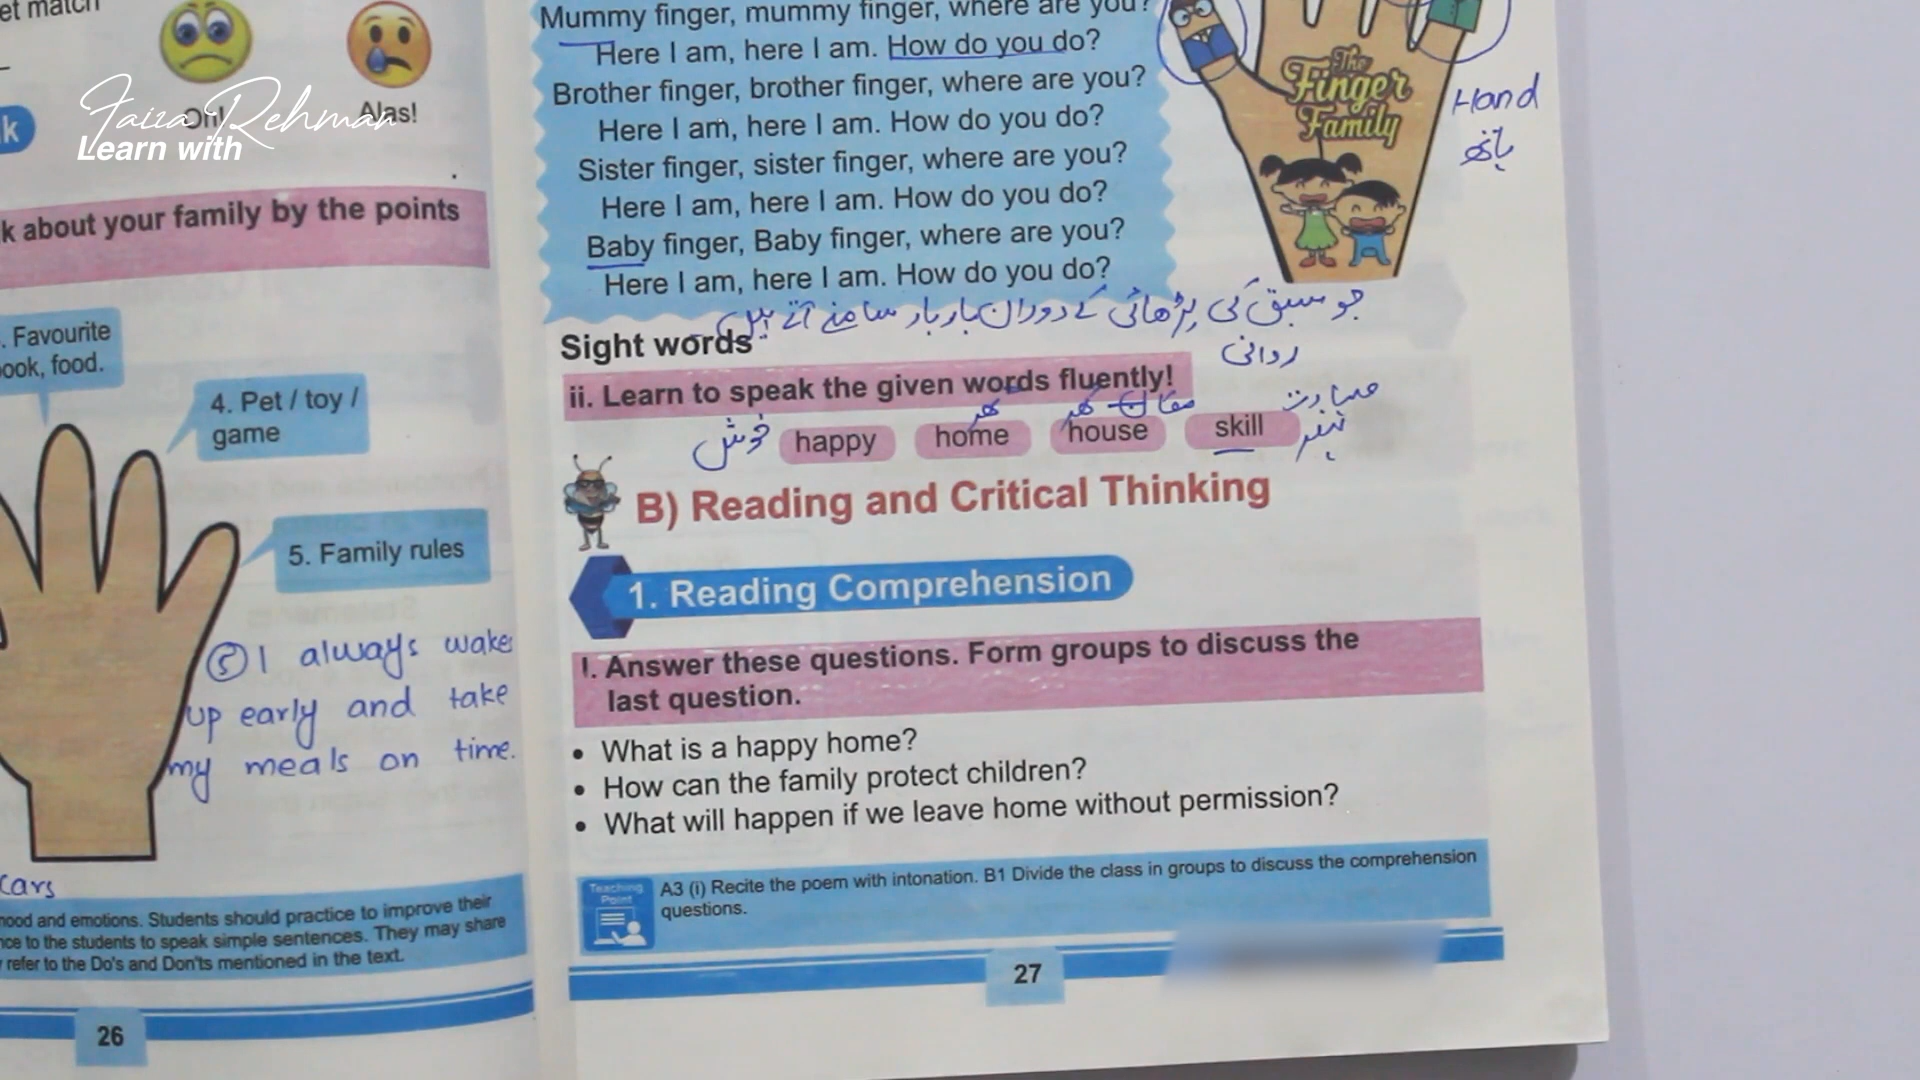 et match
Oh!
Alas!
Faiza Rehman
Learn with
k
k about your family by the points
. Favourite
ook, food.
4. Pet / toy /
game
5. Family rules
⑤ I always wake
up early and take
my meals on time.
Cars
mood and emotions. Students should practice to improve their
nce to the students to speak simple sentences. They may share
refer to the Do's and Don'ts mentioned in the text.
26
Mummy finger, mummy finger, where are you?
Here I am, here I am. How do you do?
Brother finger, brother finger, where are you?
Here I am, here I am. How do you do?
Sister finger, sister finger, where are you?
Here I am, here I am. How do you do?
Baby finger, Baby finger, where are you?
Here I am, here I am. How do you do?
The
Finger
Family
Hand
جو سبق کی پڑھائی کے دوران بار بار سامنے آتے ہیں
Sight words
روانی
ii. Learn to speak the given words fluently!
گھر
گھر
مہارت
خوش
happy
home
house
skill
ہنر
B) Reading and Critical Thinking
1. Reading Comprehension
I. Answer these questions. Form groups to discuss the
last question.
• What is a happy home?
• How can the family protect children?
• What will happen if we leave home without permission?
Teaching
Point
A3 (i) Recite the poem with intonation. B1 Divide the class in groups to discuss the comprehension
questions.
27